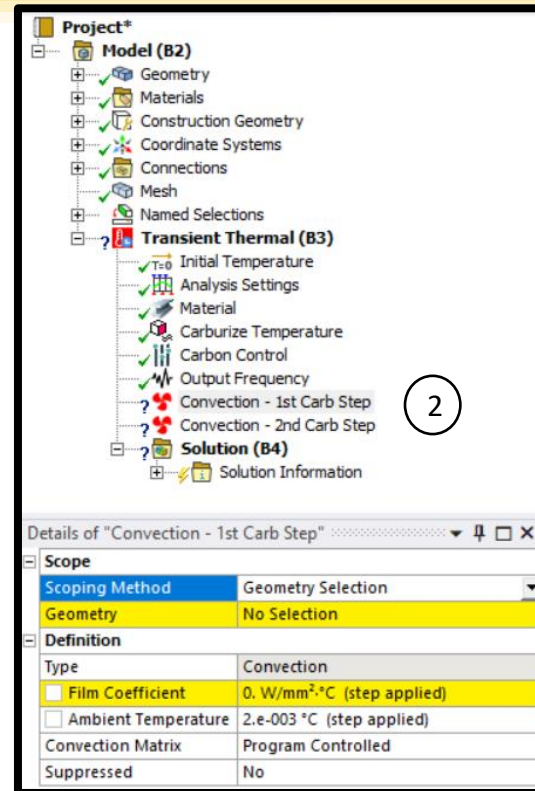 Project*
Model (B2)
Geometry
Materials
Construction Geometry
Coordinate Systems
Connections
Mesh
Named Selections
Transient Thermal (B3)
T=0 Initial Temperature
Analysis Settings
Material
Carburize Temperature
Carbon Control
Output Frequency
Convection - 1st Carb Step
2
Convection - 2nd Carb Step
Solution (B4)
Solution Information
Details of "Convection - 1st Carb Step"
Scope
Scoping Method Geometry Selection
Geometry No Selection
Definition
Type Convection
Film Coefficient 0. W/mm²·°C (step applied)
Ambient Temperature 2.e-003 °C (step applied)
Convection Matrix Program Controlled
Suppressed No